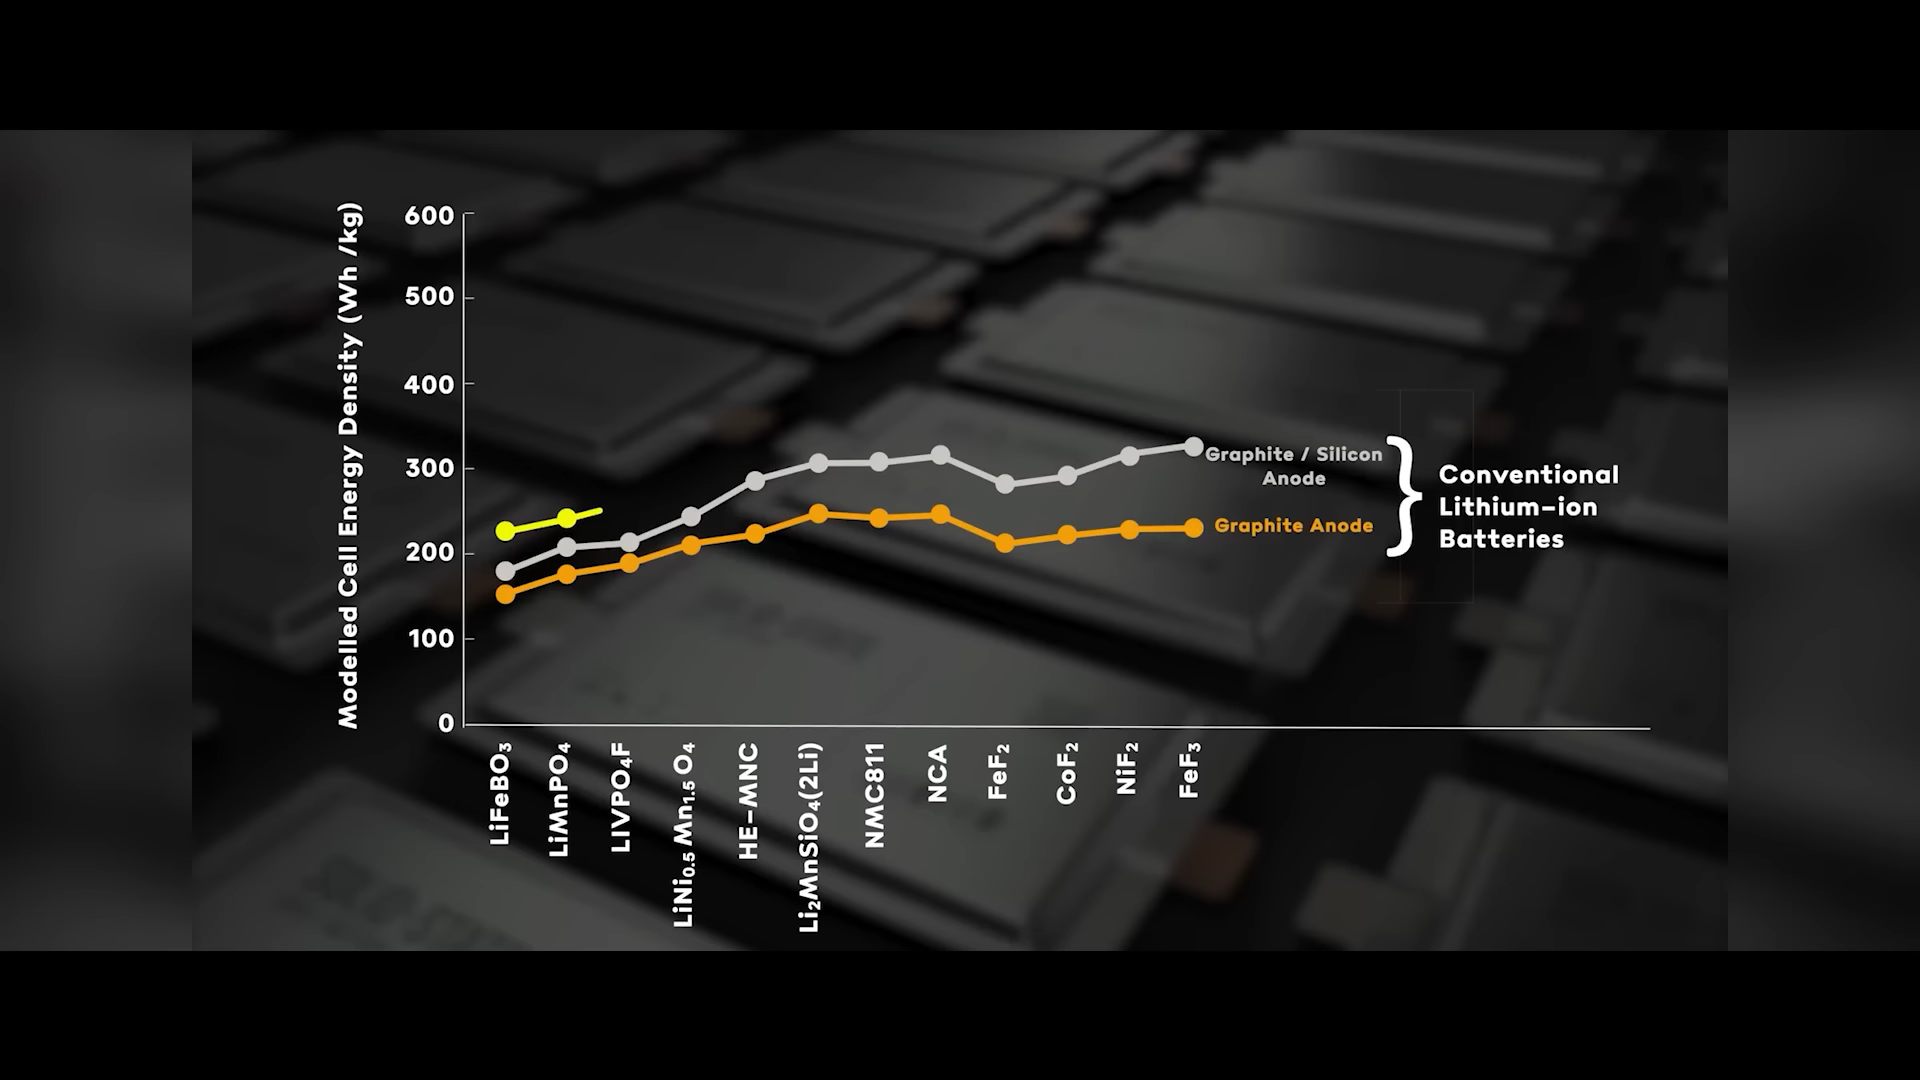 Modelled Cell Energy Density (Wh /kg)
600
500
400
300
200
100
0
Graphite / Silicon
Anode
Graphite Anode
Conventional
Lithium-ion
Batteries
LiFeBO₃
LiMnPO₄
LIVPO₄F
LiNi₀.₅ Mn₁.₅ O₄
HE-MNC
Li₂MnSiO₄(2Li)
NMC811
NCA
FeF₂
CoF₂
NiF₂
FeF₃